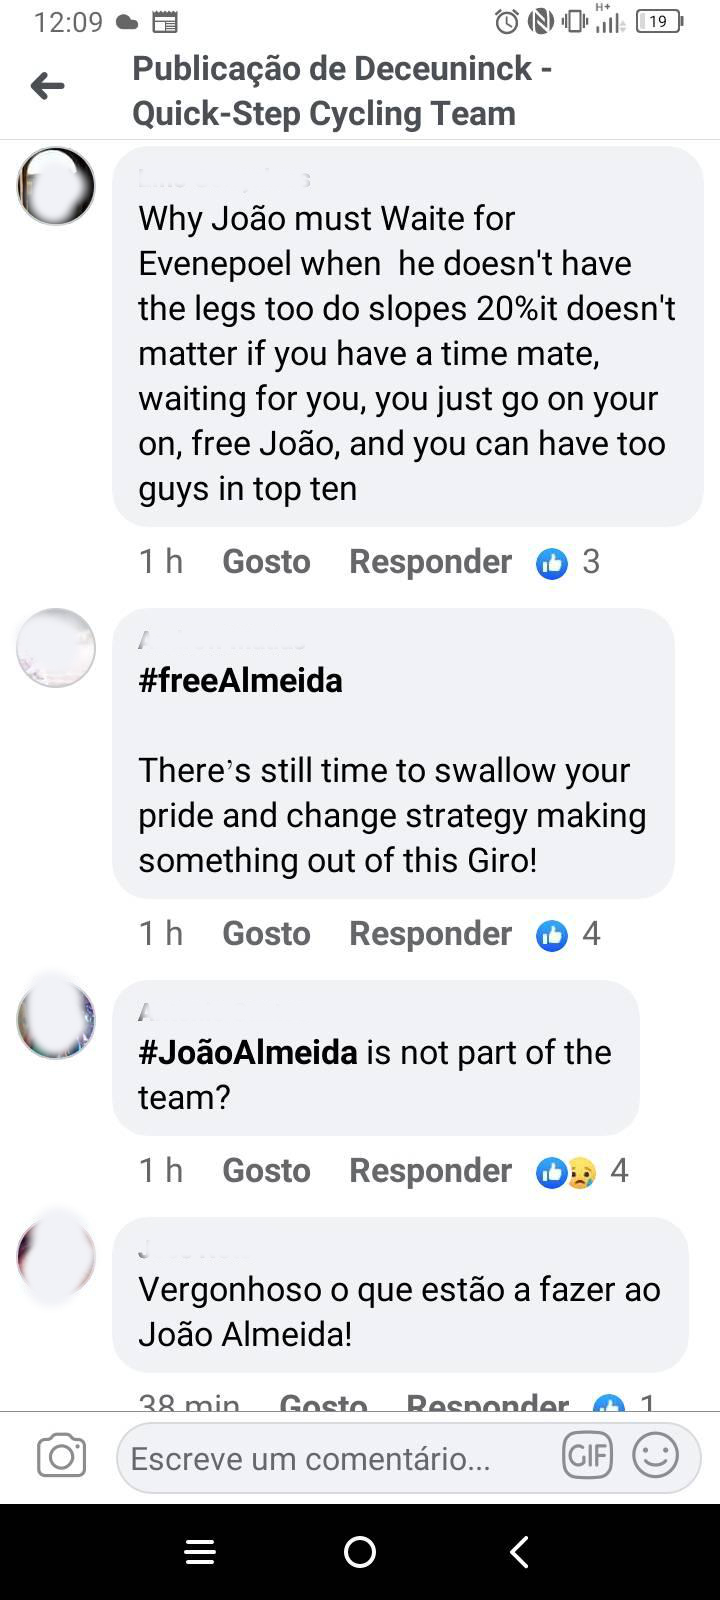 12:09
H+
19
Publicação de Deceuninck -
Quick-Step Cycling Team
Why João must Waite for
Evenepoel when  he doesn't have
the legs too do slopes 20%it doesn't
matter if you have a time mate,
waiting for you, you just go on your
on, free João, and you can have too
guys in top ten
1 h Gosto Responder 3
#freeAlmeida
There’s still time to swallow your
pride and change strategy making
something out of this Giro!
1 h Gosto Responder 4
#JoãoAlmeida is not part of the
team?
1 h Gosto Responder 4
Vergonhoso o que estão a fazer ao
João Almeida!
38 min Gosto Responder 1
Escreve um comentário...
GIF